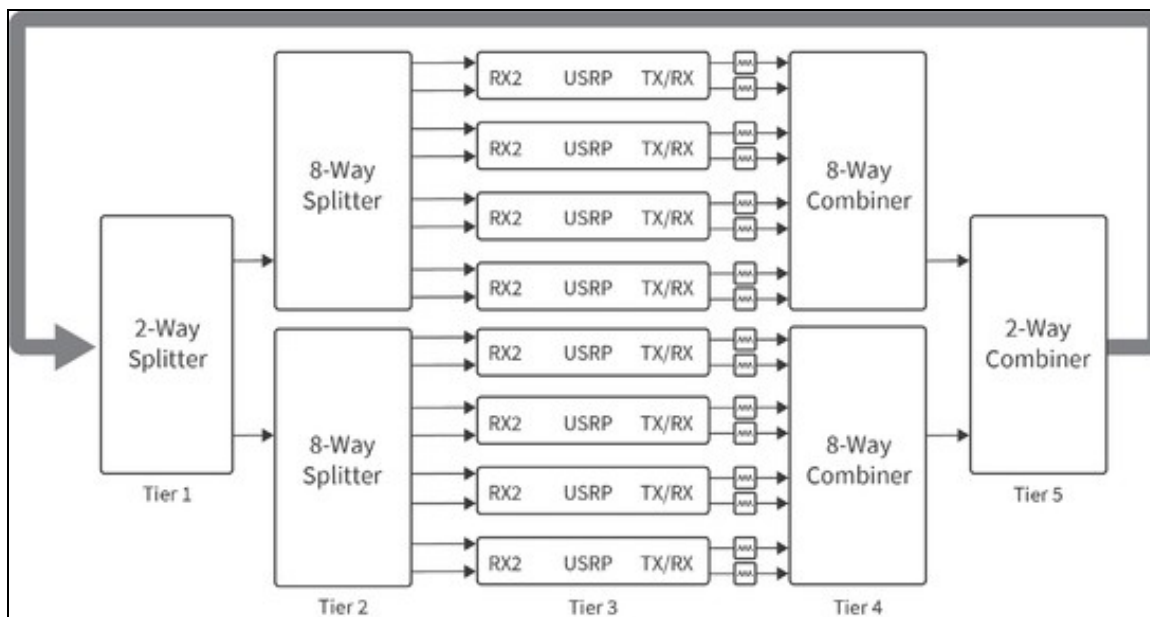 RX2 USRP TX/RX
RX2 USRP TX/RX
8-Way
Splitter
8-Way
Combiner
RX2 USRP TX/RX
RX2 USRP TX/RX
2-Way
Splitter
2-Way
Combiner
RX2 USRP TX/RX
RX2 USRP TX/RX
8-Way
Splitter
8-Way
Combiner
RX2 USRP TX/RX
RX2 USRP TX/RX
Tier 1
Tier 5
Tier 2
Tier 3
Tier 4